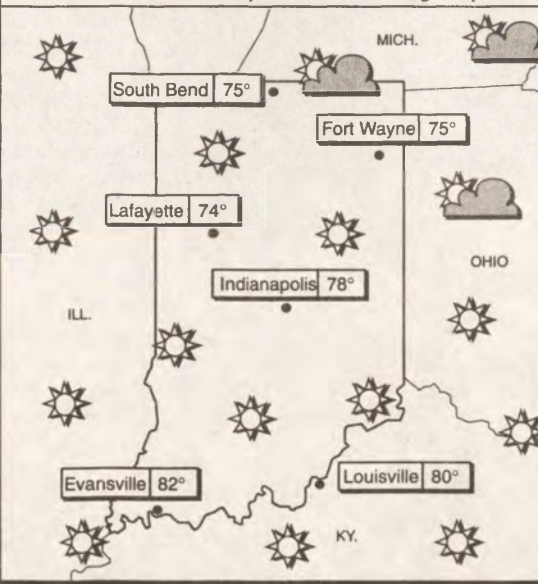 MICH.
South Bend 75°
Fort Wayne 75°
Lafayette 74°
OHIO
Indianapolis 78°
ILL.
Evansville 82°
Louisville 80°
KY.